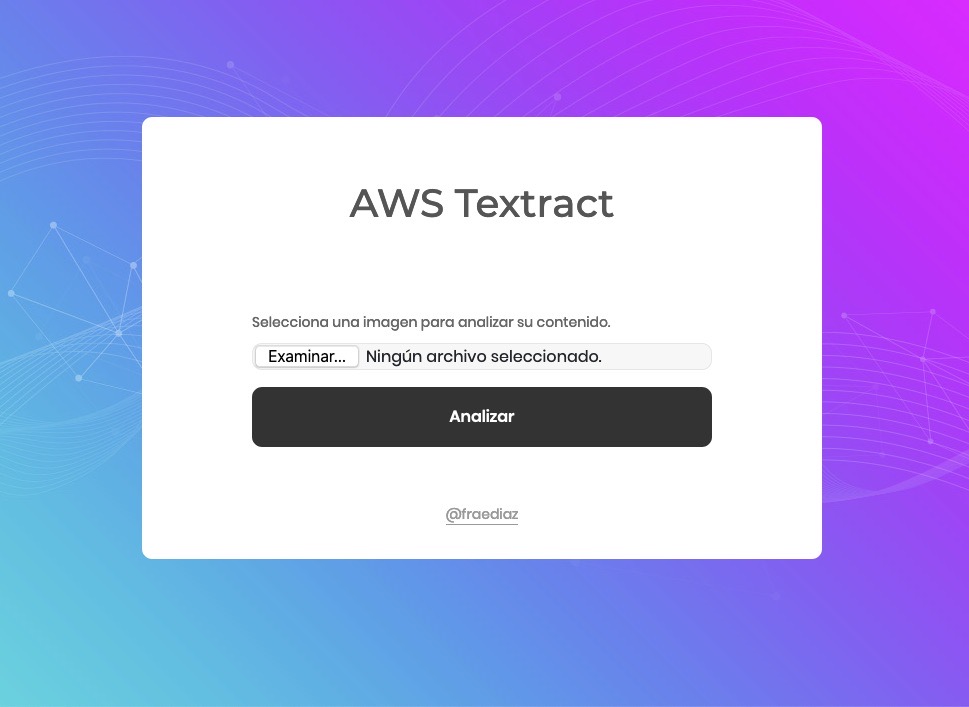 AWS Textract
Selecciona una imagen para analizar su contenido.
Examinar... Ningún archivo seleccionado.
Analizar
@fraediaz